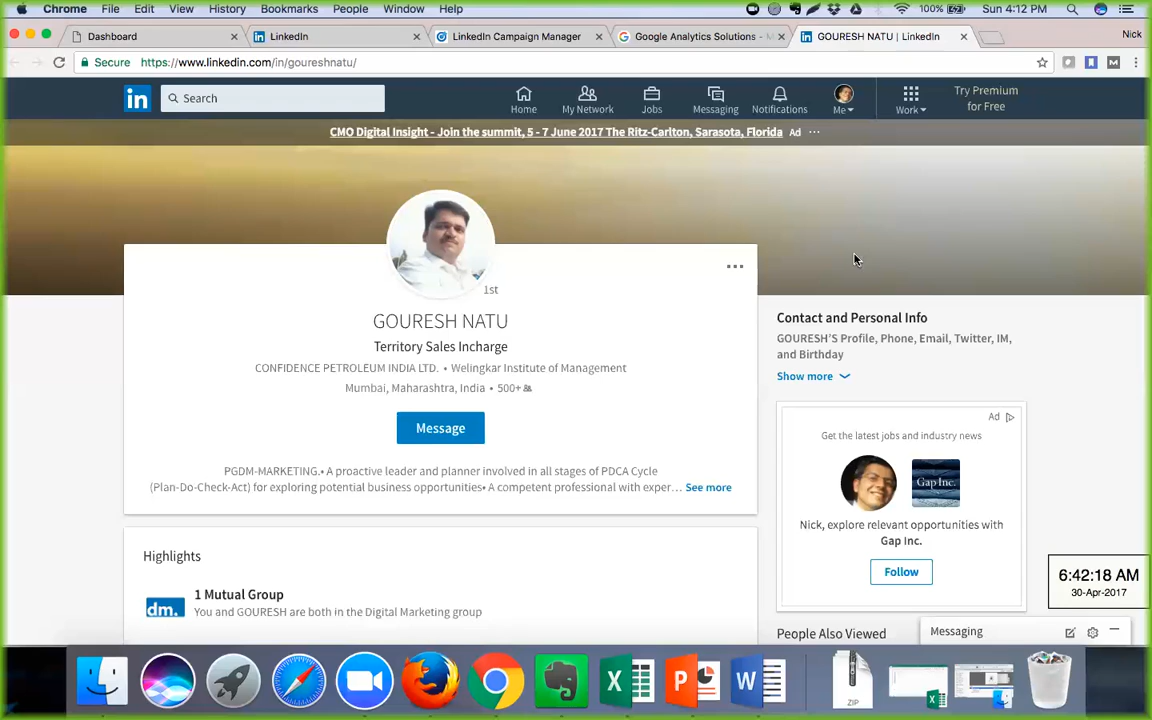 Chrome File Edit View History Bookmarks People Window Help
100% Sun 4:12 PM
Dashboard
LinkedIn
LinkedIn Campaign Manager
Google Analytics Solutions - M
GOURESH NATU | LinkedIn
Nick
Secure https://www.linkedin.com/in/goureshnatu/
in
Search
Home
My Network
Jobs
Messaging
Notifications
Me
Work
Try Premium
for Free
CMO Digital Insight - Join the summit, 5 - 7 June 2017 The Ritz-Carlton, Sarasota, Florida Ad ···
1st
GOURESH NATU
Territory Sales Incharge
CONFIDENCE PETROLEUM INDIA LTD. • Welingkar Institute of Management
Mumbai, Maharashtra, India • 500+
Message
PGDM-MARKETING.• A proactive leader and planner involved in all stages of PDCA Cycle
(Plan-Do-Check-Act) for exploring potential business opportunities• A competent professional with exper… See more
Contact and Personal Info
GOURESH'S Profile, Phone, Email, Twitter, IM,
and Birthday
Show more
Ad
Get the latest jobs and industry news
Gap Inc.
Nick, explore relevant opportunities with
Gap Inc.
Follow
Highlights
1 Mutual Group
dm.
You and GOURESH are both in the Digital Marketing group
6:42:18 AM
30-Apr-2017
People Also Viewed
Messaging
X
P
W
ZIP